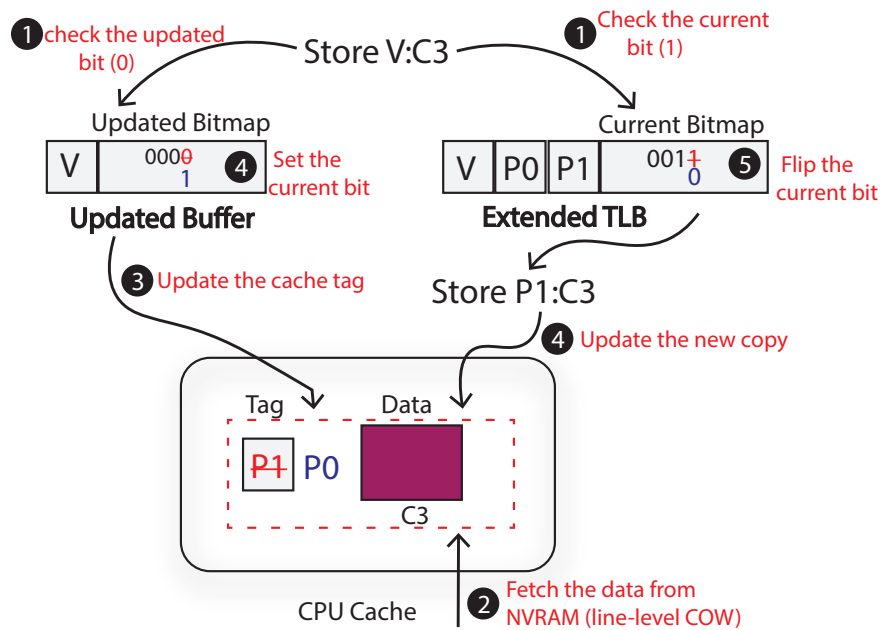 1 check the updated
bit (0)
Store V:C3
1 Check the current
bit (1)
Updated Bitmap
V 0000 4
1
Set the
current bit
Updated Buffer
Current Bitmap
V P0 P1 0011 5
0
Flip the
current bit
Extended TLB
3 Update the cache tag
Store P1:C3
4 Update the new copy
Tag Data
P1 P0
C3
CPU Cache
2 Fetch the data from
NVRAM (line-level COW)